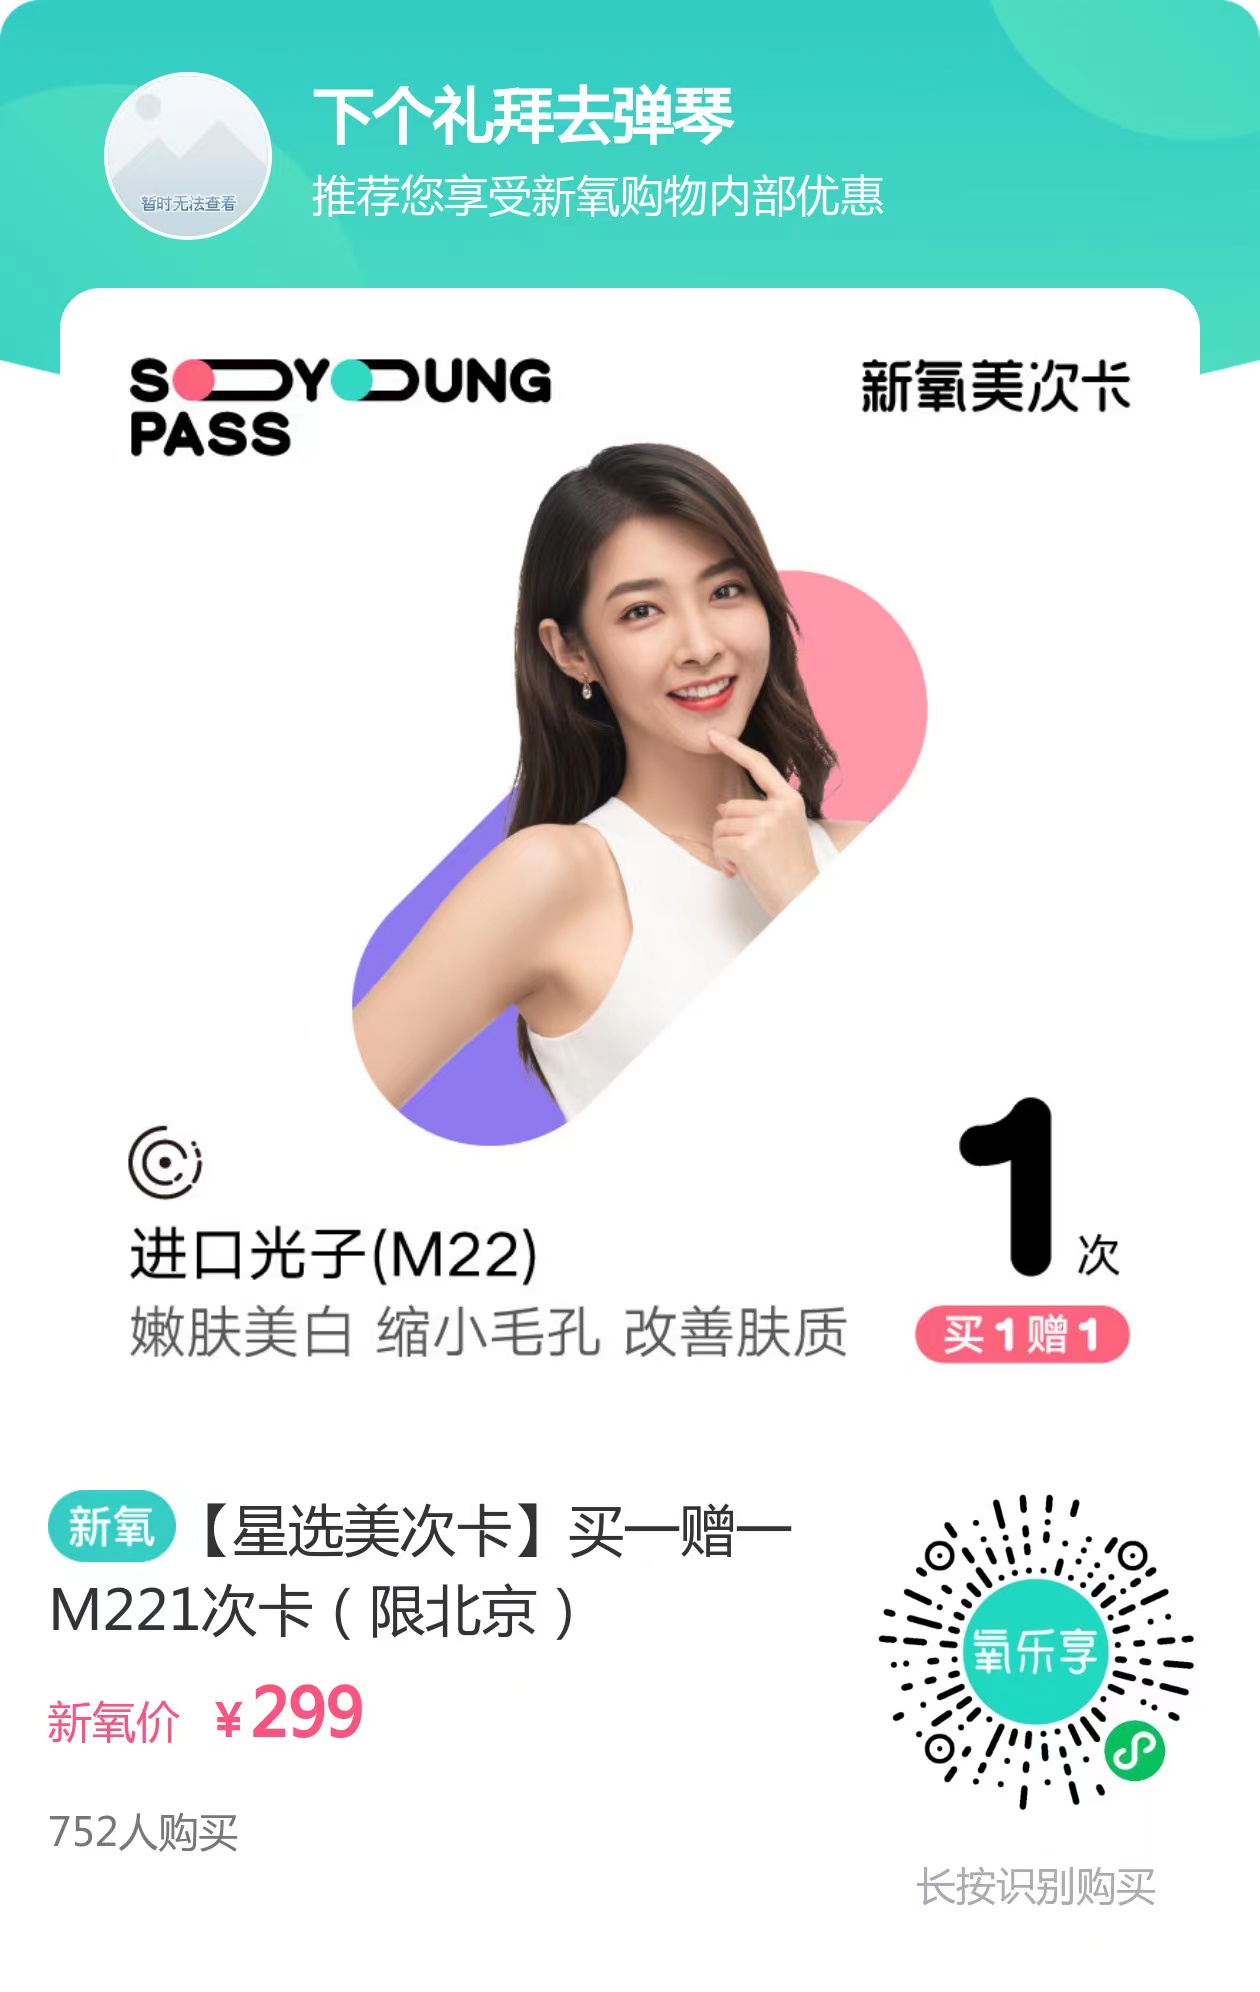 下个礼拜去弹琴
推荐您享受新氧购物内部优惠
暂时无法查看
SOOYOUNG
PASS
新氧美次卡
进口光子(M22)
嫩肤美白 缩小毛孔 改善肤质
1次
买1赠1
新氧【星选美次卡】买一赠一
M221次卡（限北京）
新氧价 ¥299
752人购买
氧乐享
长按识别购买